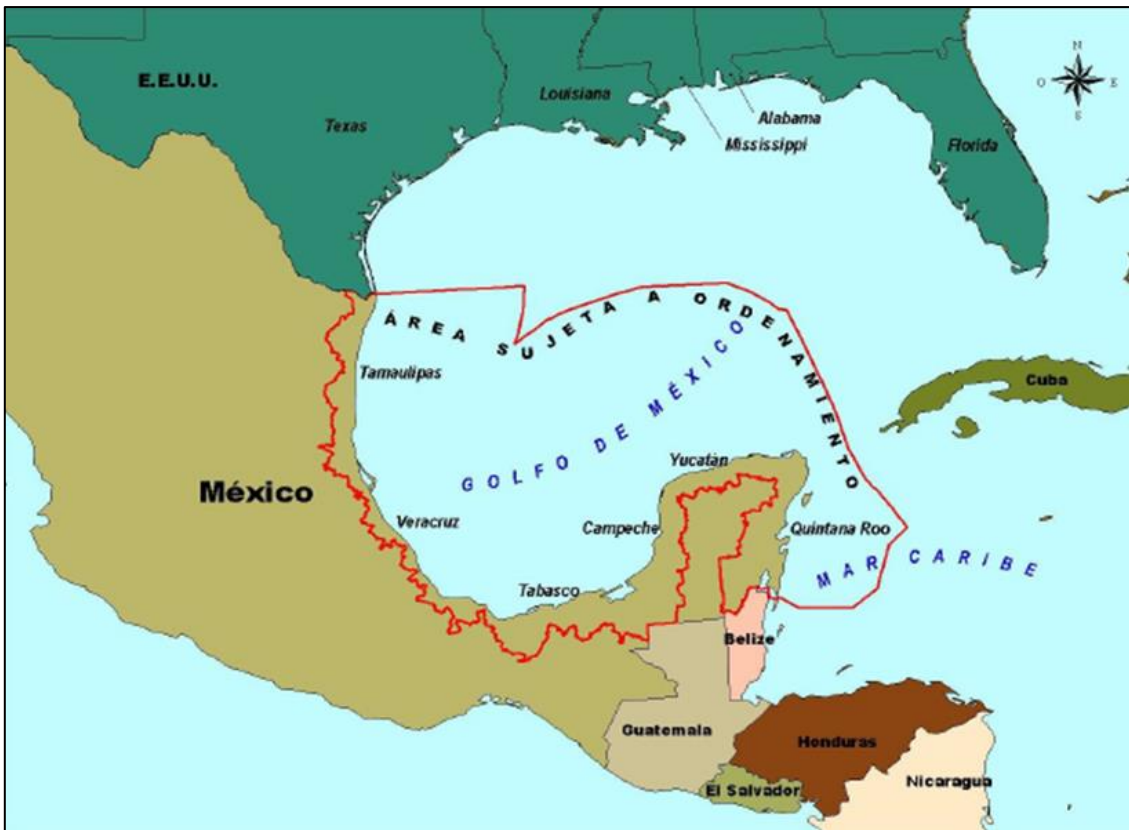 E.E.U.U.
Texas
Louisiana
Alabama
Mississippi
Florida
N
O
E
S
ÁREA SUJETA A ORDENAMIENTO
Tamaulipas
GOLFO DE MÉXICO
Cuba
Yucatán
México
Veracruz
Campeche
Quintana Roo
MAR CARIBE
Tabasco
Belize
Guatemala
Honduras
Nicaragua
El Salvador